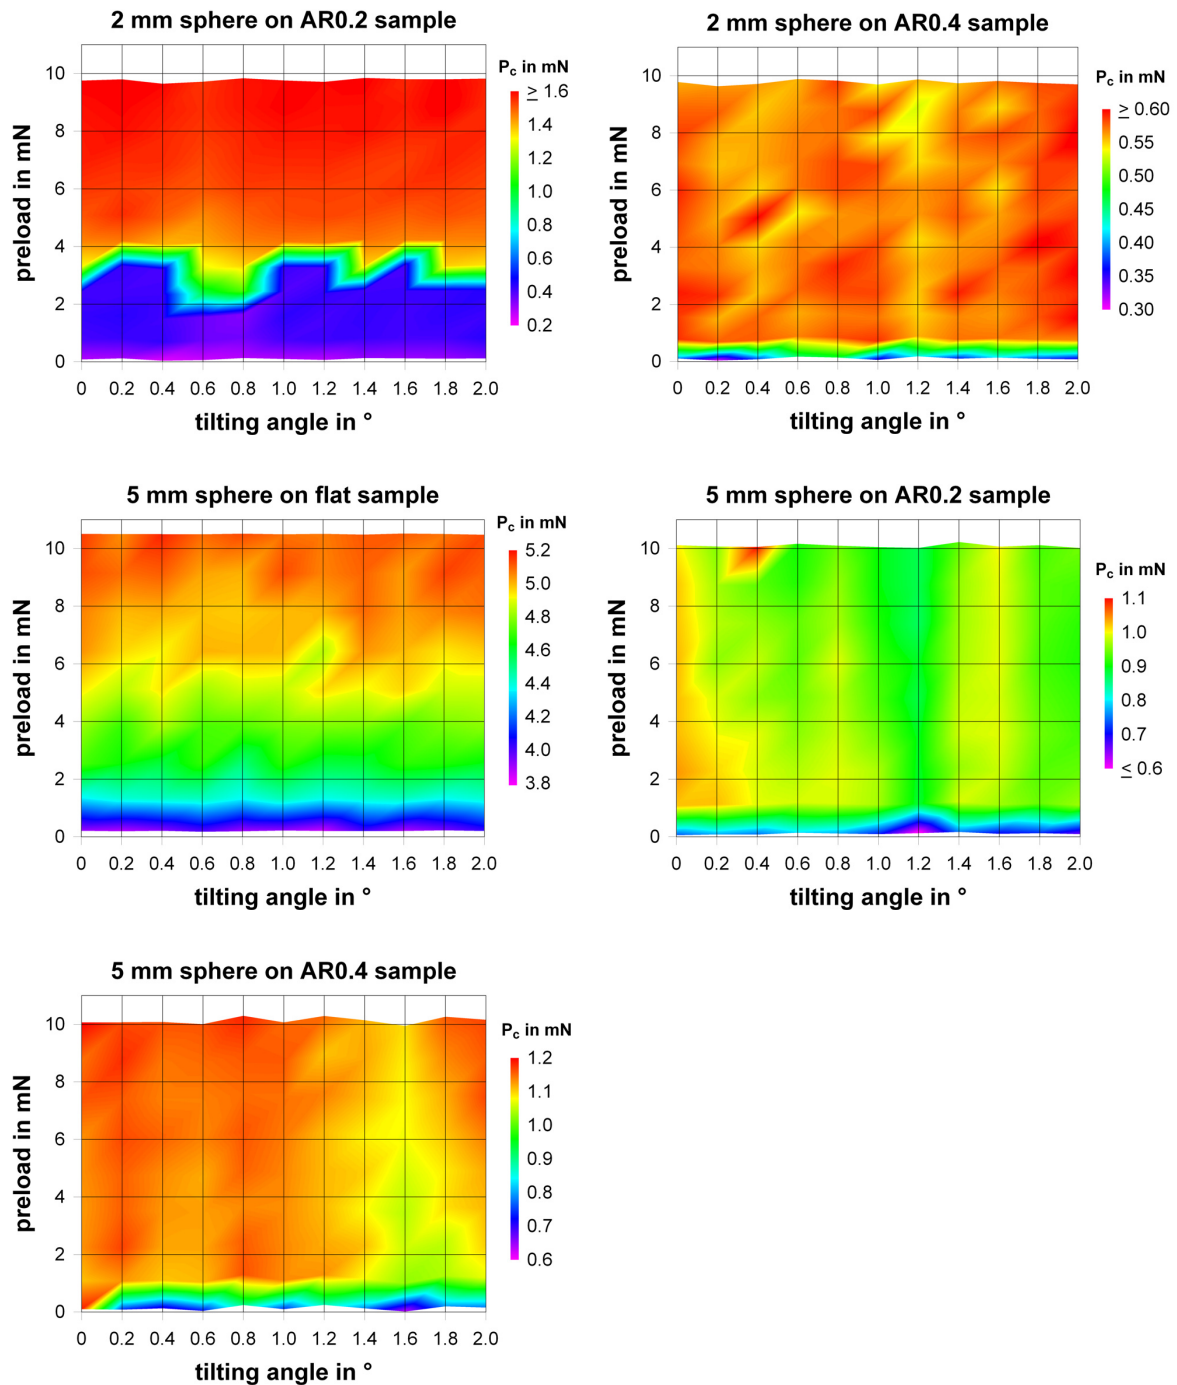 2 mm sphere on AR0.2 sample
P_c in mN
preload in mN
10
8
6
4
2
0
≥ 1.6
1.4
1.2
1.0
0.8
0.6
0.4
0.2
0 0.2 0.4 0.6 0.8 1.0 1.2 1.4 1.6 1.8 2.0
tilting angle in °
2 mm sphere on AR0.4 sample
P_c in mN
preload in mN
10
8
6
4
2
0
≥ 0.60
0.55
0.50
0.45
0.40
0.35
0.30
0 0.2 0.4 0.6 0.8 1.0 1.2 1.4 1.6 1.8 2.0
tilting angle in °
5 mm sphere on flat sample
P_c in mN
preload in mN
10
8
6
4
2
0
5.2
5.0
4.8
4.6
4.4
4.2
4.0
3.8
0 0.2 0.4 0.6 0.8 1.0 1.2 1.4 1.6 1.8 2.0
tilting angle in °
5 mm sphere on AR0.2 sample
P_c in mN
preload in mN
10
8
6
4
2
0
1.1
1.0
0.9
0.8
0.7
≤ 0.6
0 0.2 0.4 0.6 0.8 1.0 1.2 1.4 1.6 1.8 2.0
tilting angle in °
5 mm sphere on AR0.4 sample
P_c in mN
preload in mN
10
8
6
4
2
0
1.2
1.1
1.0
0.9
0.8
0.7
0.6
0 0.2 0.4 0.6 0.8 1.0 1.2 1.4 1.6 1.8 2.0
tilting angle in °